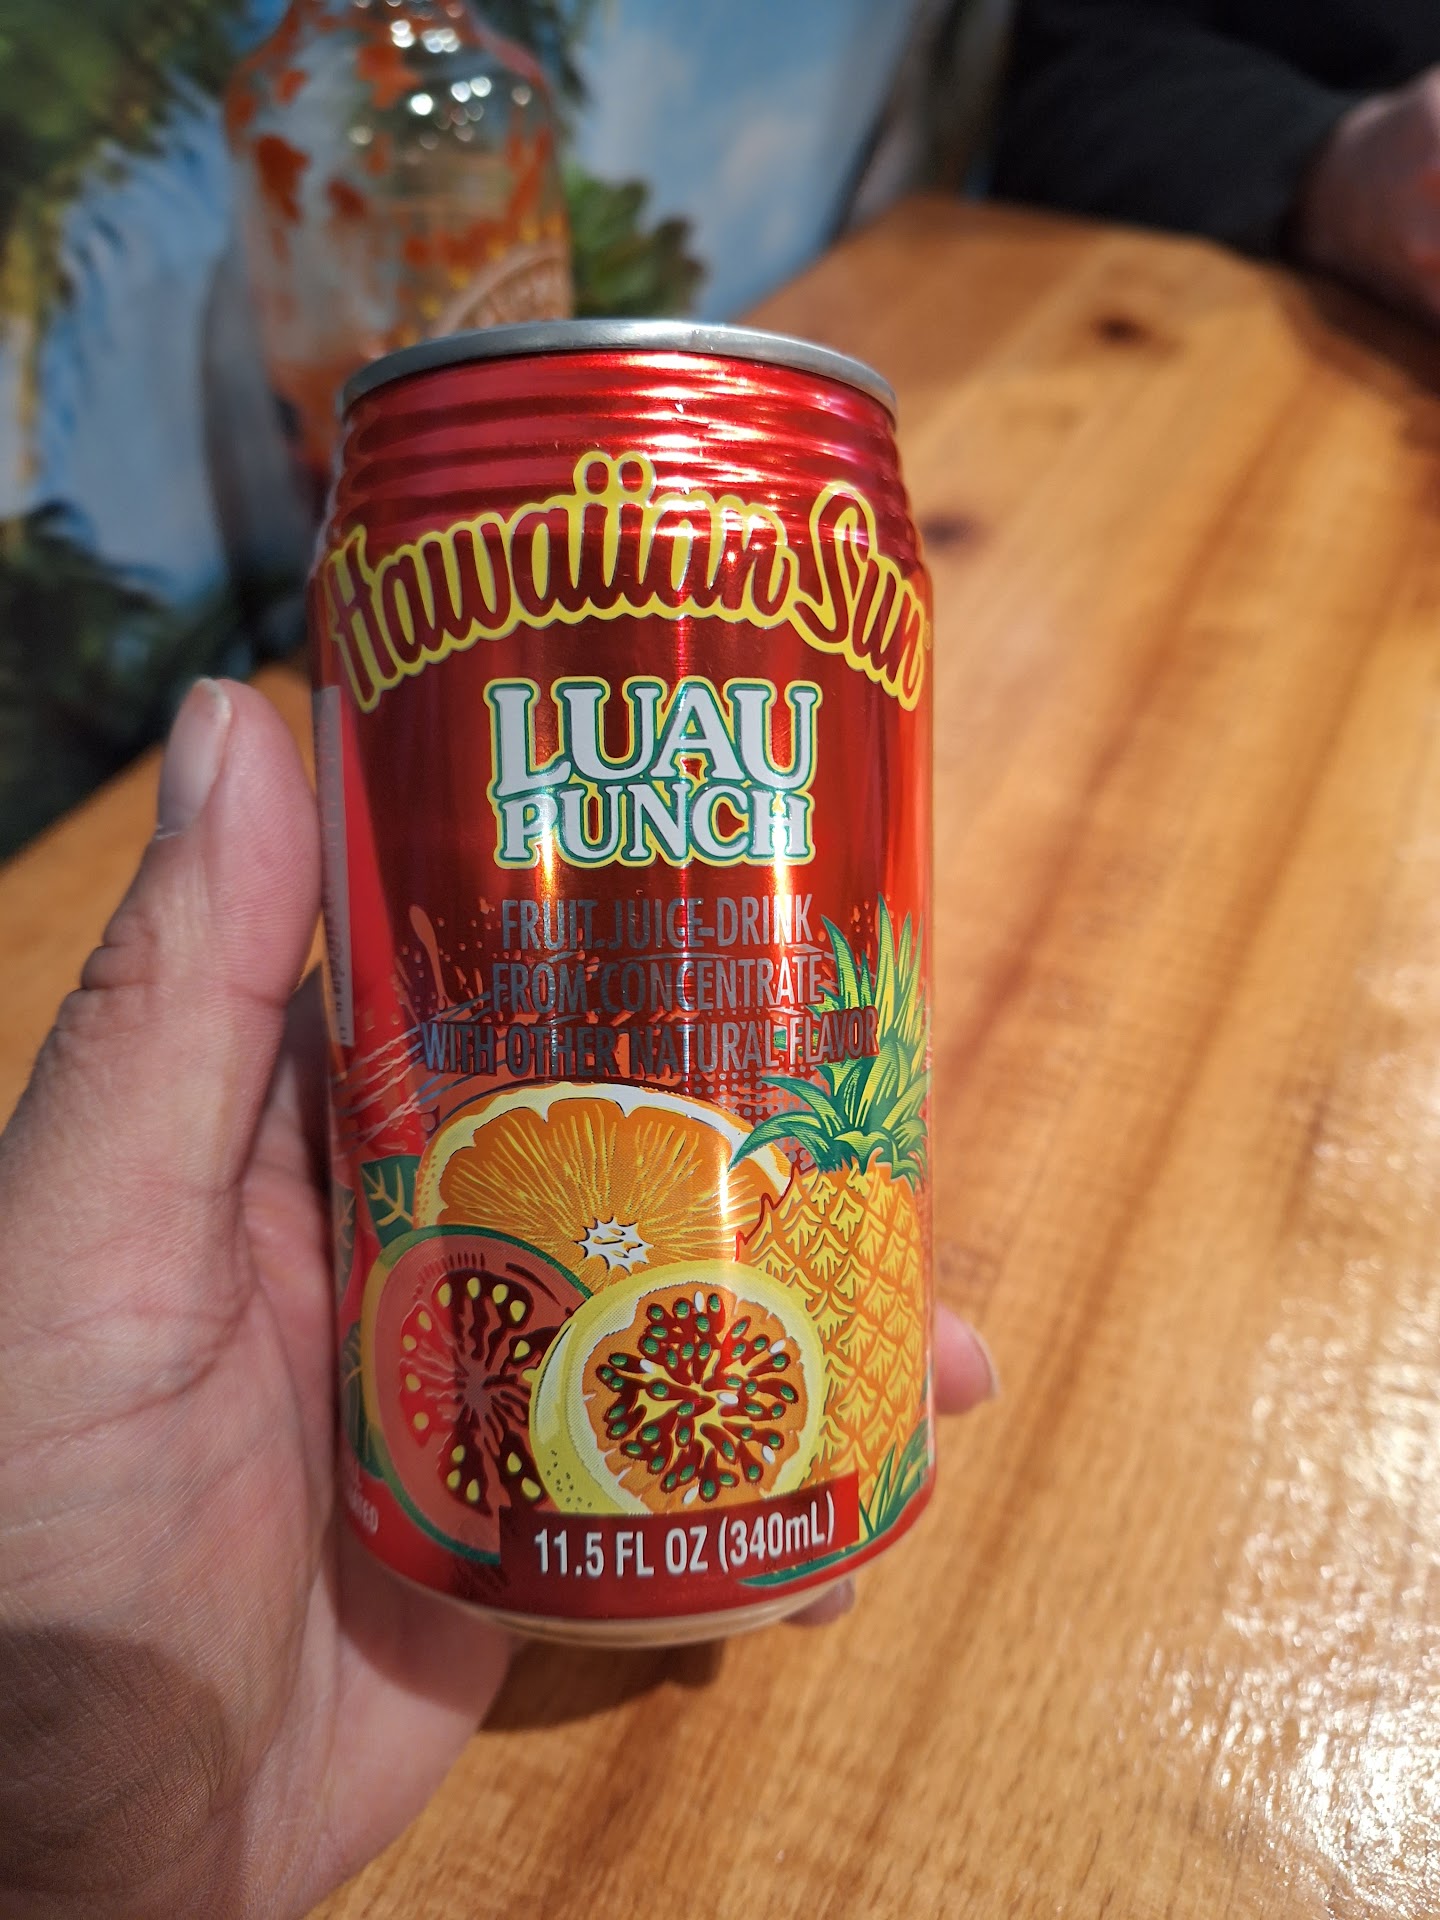 Hawaiian Sun
LUAU
PUNCH
FRUIT JUICE DRINK
FROM CONCENTRATE
WITH OTHER NATURAL FLAVOR
11.5 FL OZ (340mL)